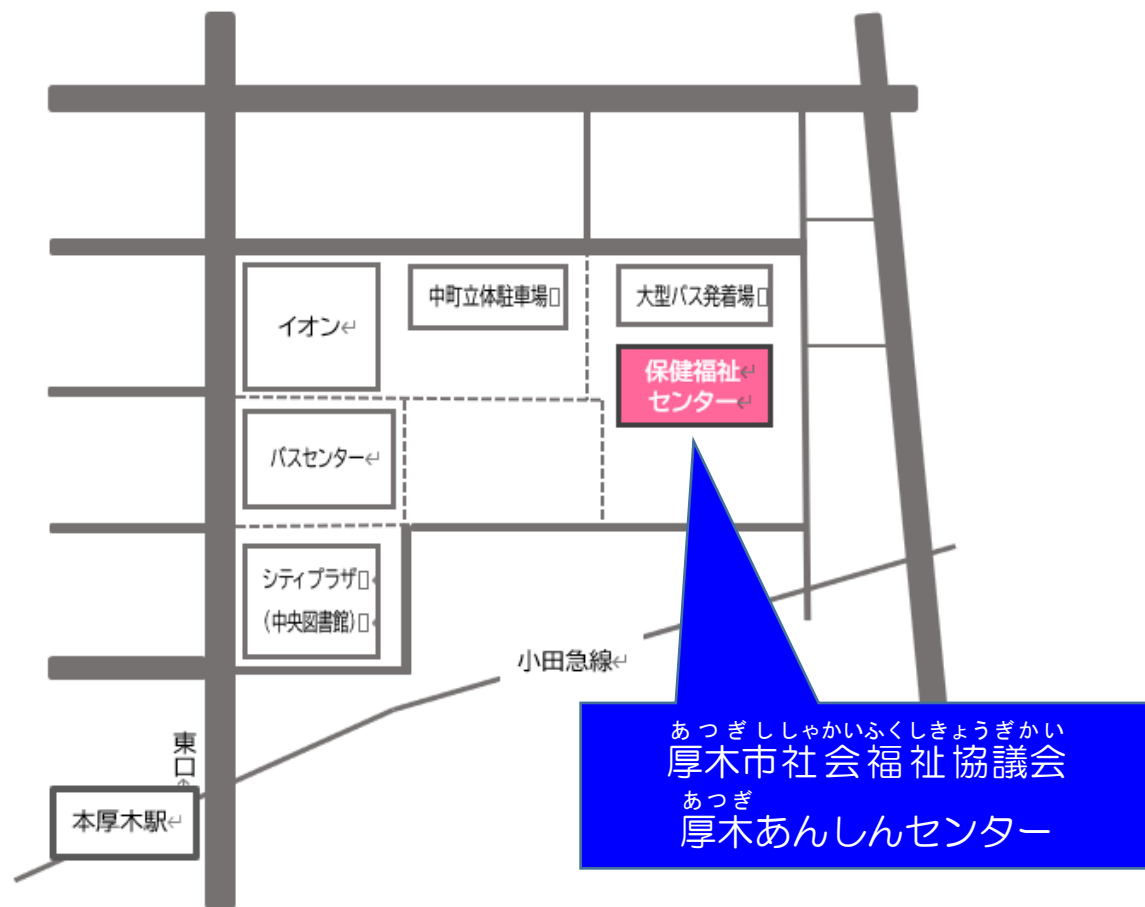 イオン↵
中町立体駐車場
大型バス発着場
保健福祉↵
センター↵
バスセンター↵
シティプラザ
（中央図書館）
小田急線↵
東口
本厚木駅↵
あつぎししゃかいふくしきょうぎかい
厚木市社会福祉協議会
あつぎ
厚木あんしんセンター